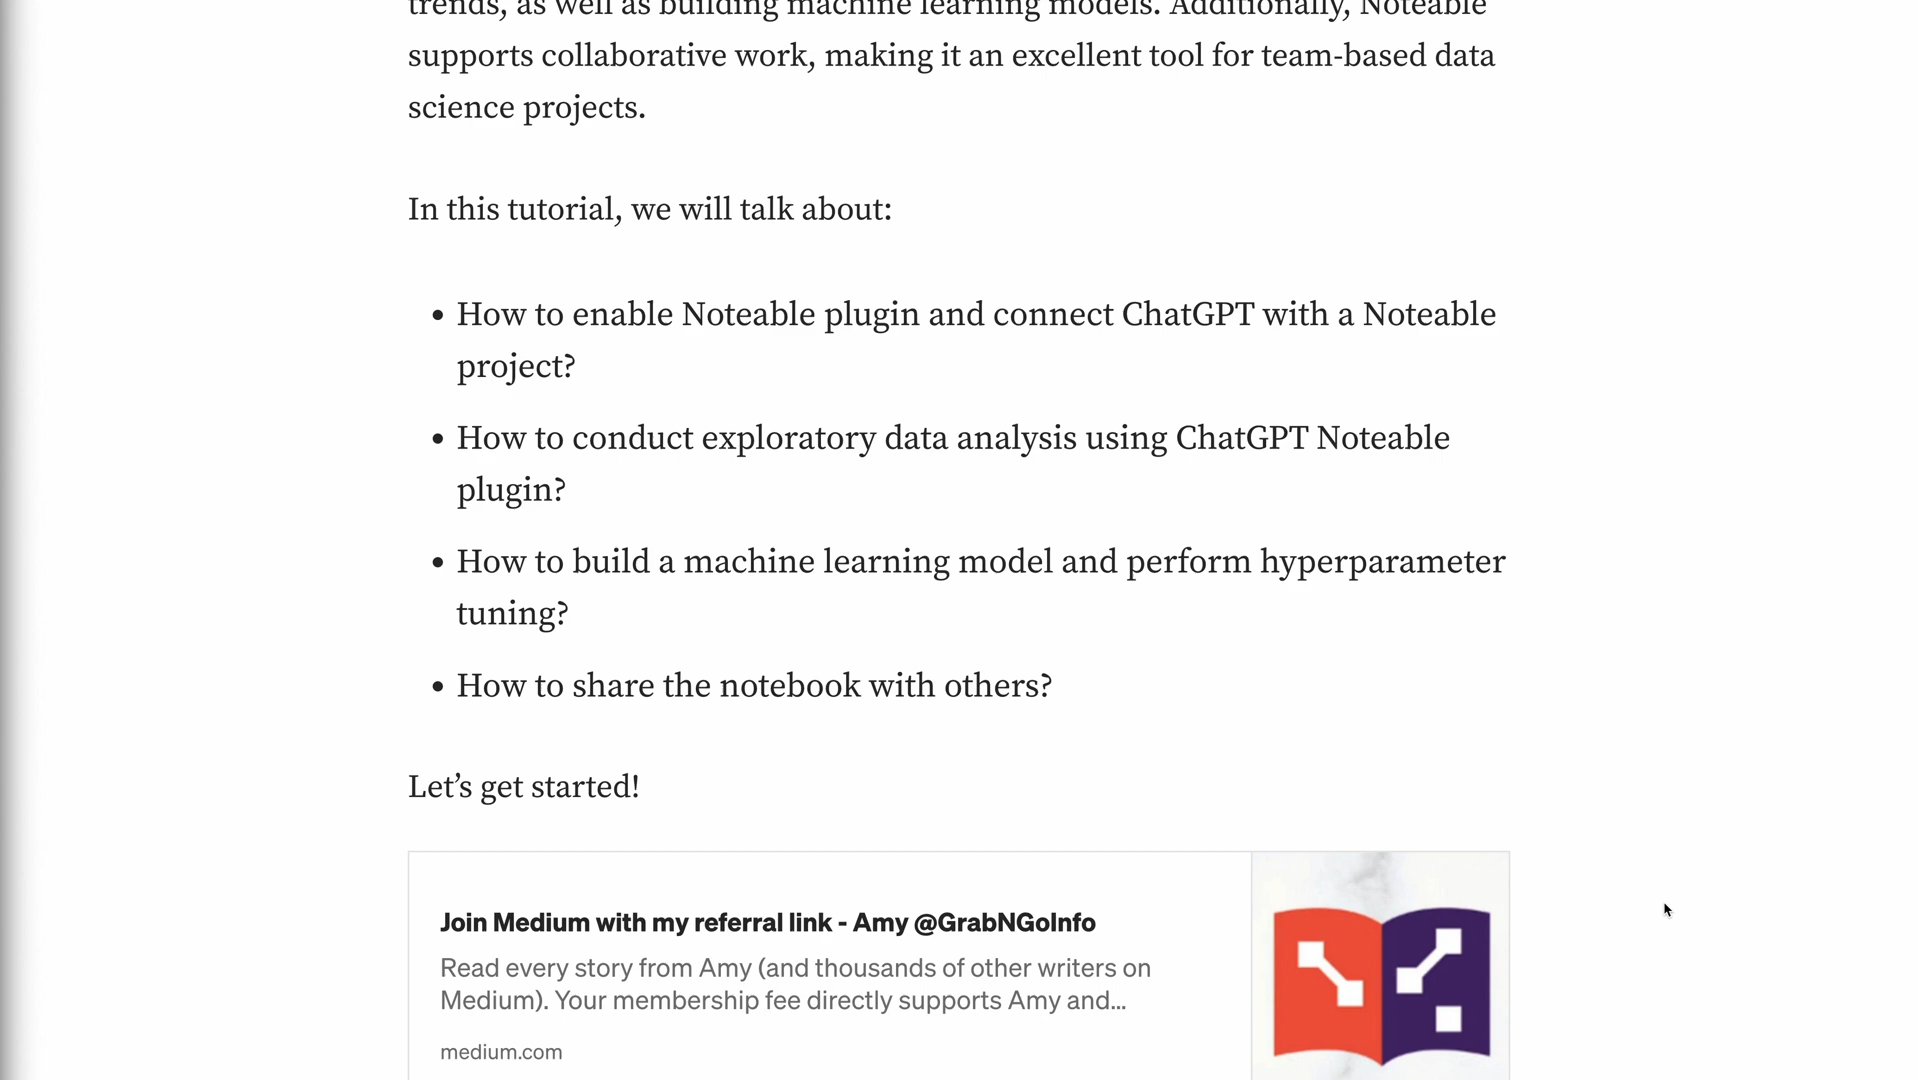 trends, as well as building machine learning models. Additionally, Noteable
supports collaborative work, making it an excellent tool for team-based data
science projects.
In this tutorial, we will talk about:
• How to enable Noteable plugin and connect ChatGPT with a Noteable
project?
• How to conduct exploratory data analysis using ChatGPT Noteable
plugin?
• How to build a machine learning model and perform hyperparameter
tuning?
• How to share the notebook with others?
Let’s get started!
Join Medium with my referral link - Amy @GrabNGoInfo
Read every story from Amy (and thousands of other writers on
Medium). Your membership fee directly supports Amy and...
medium.com